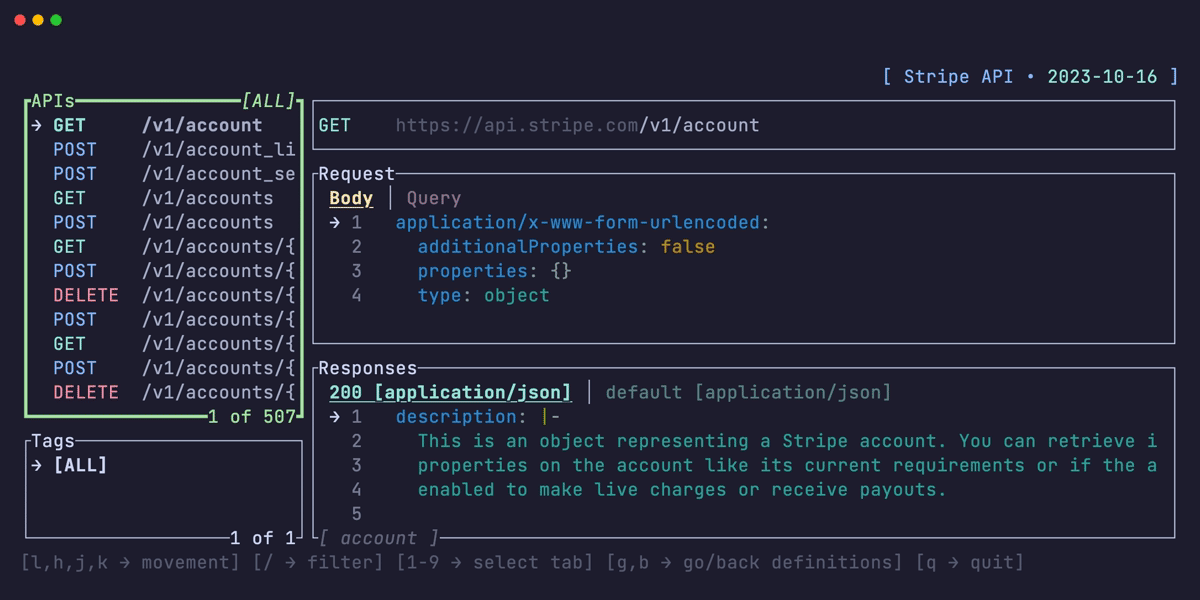 [ Stripe API • 2023-10-16 ]
APIs [ALL]
→ GET /v1/account
POST /v1/account_li
POST /v1/account_se
GET /v1/accounts
POST /v1/accounts
GET /v1/accounts/{
POST /v1/accounts/{
DELETE /v1/accounts/{
POST /v1/accounts/{
GET /v1/accounts/{
POST /v1/accounts/{
DELETE /v1/accounts/{
1 of 507
Tags
→ [ALL]
1 of 1
GET https://api.stripe.com/v1/account
Request
Body │ Query
→ 1 application/x-www-form-urlencoded:
2 additionalProperties: false
3 properties: {}
4 type: object
Responses
200 [application/json] │ default [application/json]
→ 1 description: |-
2 This is an object representing a Stripe account. You can retrieve i
3 properties on the account like its current requirements or if the a
4 enabled to make live charges or receive payouts.
5
[ account ]
[l,h,j,k → movement] [/ → filter] [1-9 → select tab] [g,b → go/back definitions] [q → quit]